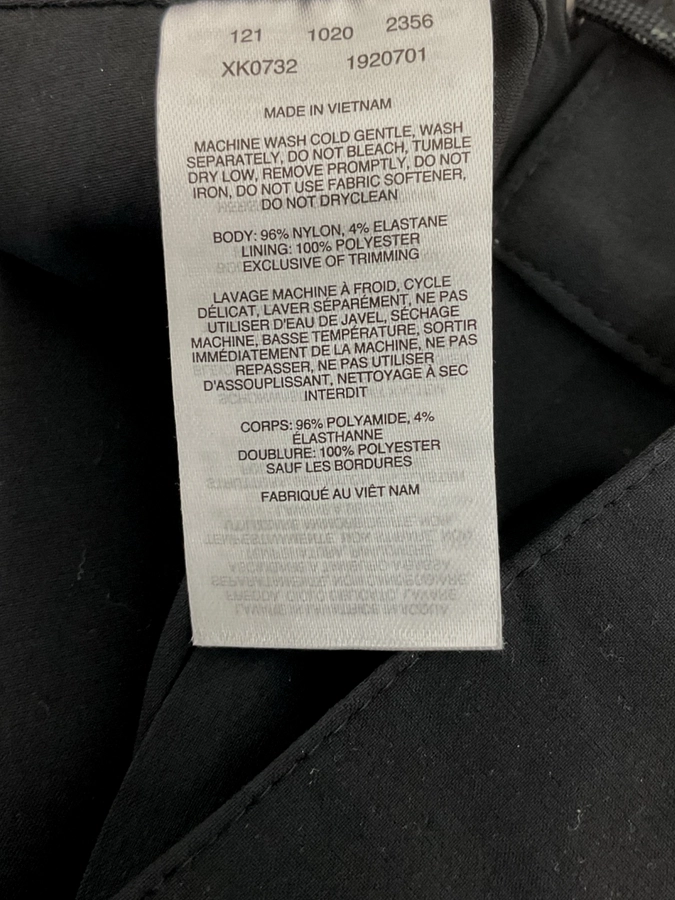 121 1020 2356
XK0732 1920701
MADE IN VIETNAM
MACHINE WASH COLD GENTLE, WASH
SEPARATELY, DO NOT BLEACH, TUMBLE
DRY LOW, REMOVE PROMPTLY, DO NOT
IRON, DO NOT USE FABRIC SOFTENER,
DO NOT DRYCLEAN
BODY: 96% NYLON, 4% ELASTANE
LINING: 100% POLYESTER
EXCLUSIVE OF TRIMMING
LAVAGE MACHINE À FROID, CYCLE
DÉLICAT, LAVER SÉPARÉMENT, NE PAS
UTILISER D'EAU DE JAVEL, SÉCHAGE
MACHINE, BASSE TEMPÉRATURE, SORTIR
IMMÉDIATEMENT DE LA MACHINE, NE PAS
REPASSER, NE PAS UTILISER
D'ASSOUPLISSANT, NETTOYAGE À SEC
INTERDIT
CORPS: 96% POLYAMIDE, 4%
ÉLASTHANNE
DOUBLURE: 100% POLYESTER
SAUF LES BORDURES
FABRIQUÉ AU VIÊT NAM